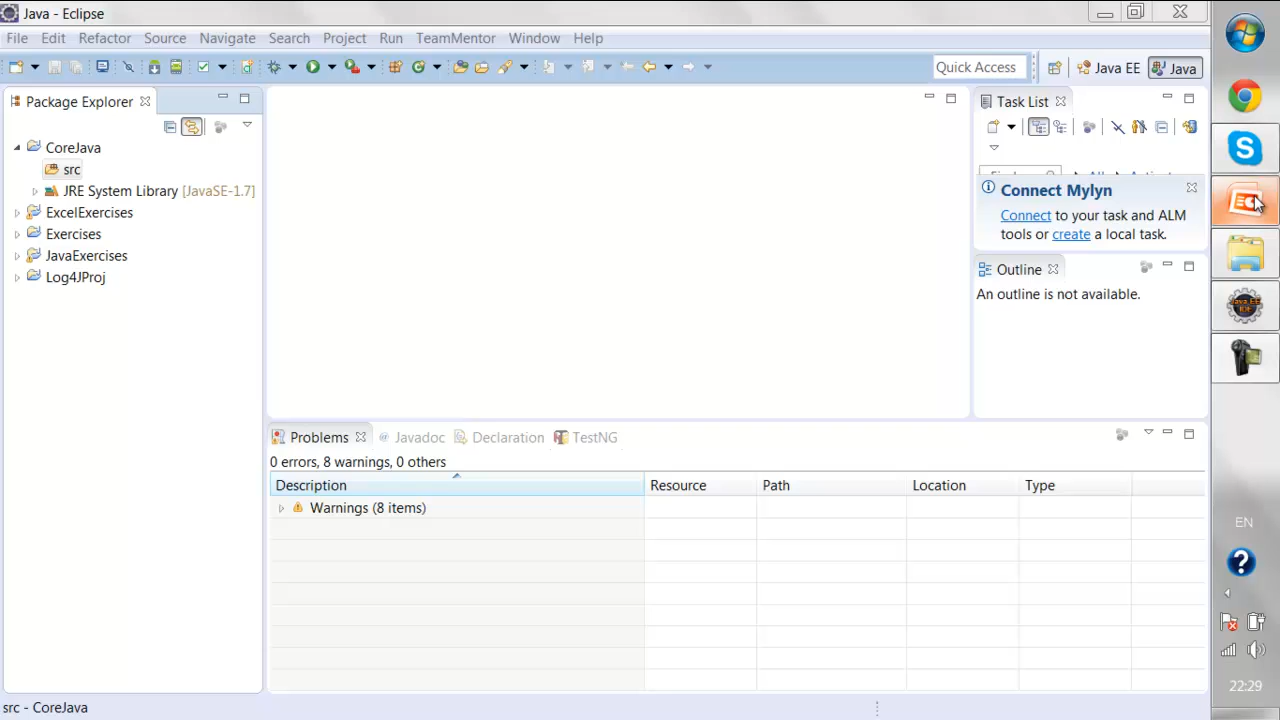 Java - Eclipse
File Edit Refactor Source Navigate Search Project Run TeamMentor Window Help
Quick Access
Java EE
Java
Package Explorer
CoreJava
src
JRE System Library [JavaSE-1.7]
ExcelExercises
Exercises
JavaExercises
Log4JProj
Task List
Connect Mylyn
Connect to your task and ALM
tools or create a local task.
Outline
An outline is not available.
Problems
@ Javadoc
Declaration
TestNG
0 errors, 8 warnings, 0 others
Description Resource Path Location Type
Warnings (8 items)
src - CoreJava
Java EE
IDE
EN
22:29